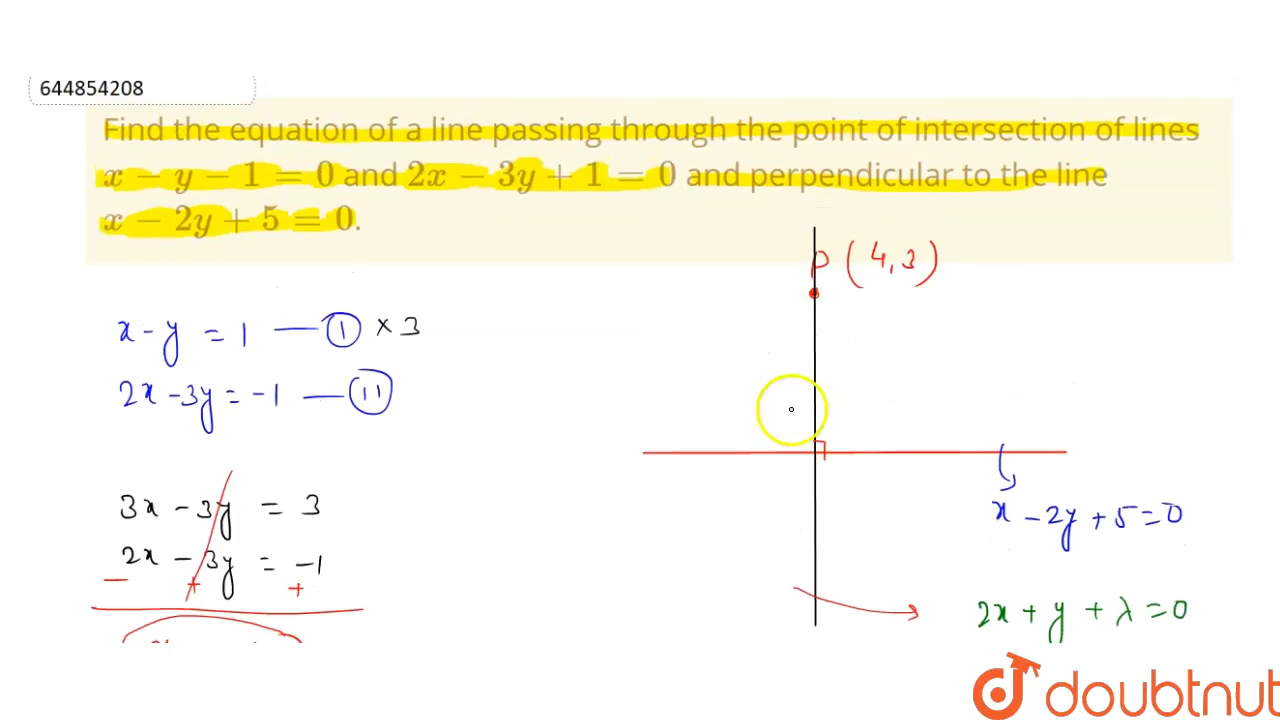 644854208
Find the equation of a line passing through the point of intersection of lines
x − y − 1 = 0 and 2x − 3y + 1 = 0 and perpendicular to the line
x − 2y + 5 = 0.
P (4,3)
x - y = 1 — (1) × 3
2x - 3y = -1 — (11)
3x - 3y = 3
2x - 3y = -1
− + +
x - 2y + 5 = 0
2x + y + λ = 0
doubtnut